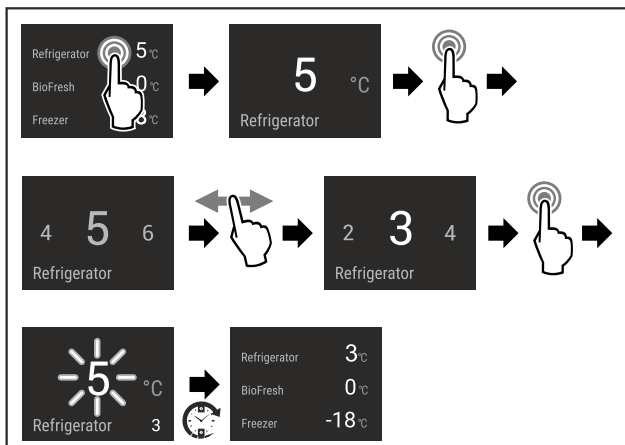 Refrigerator 5 °C
BioFresh 0 °C
Freezer 8 °C
5 °C
Refrigerator
4 5 6
Refrigerator
2 3 4
Refrigerator
5 °C
Refrigerator 3
Refrigerator 3 °C
BioFresh 0 °C
Freezer -18 °C